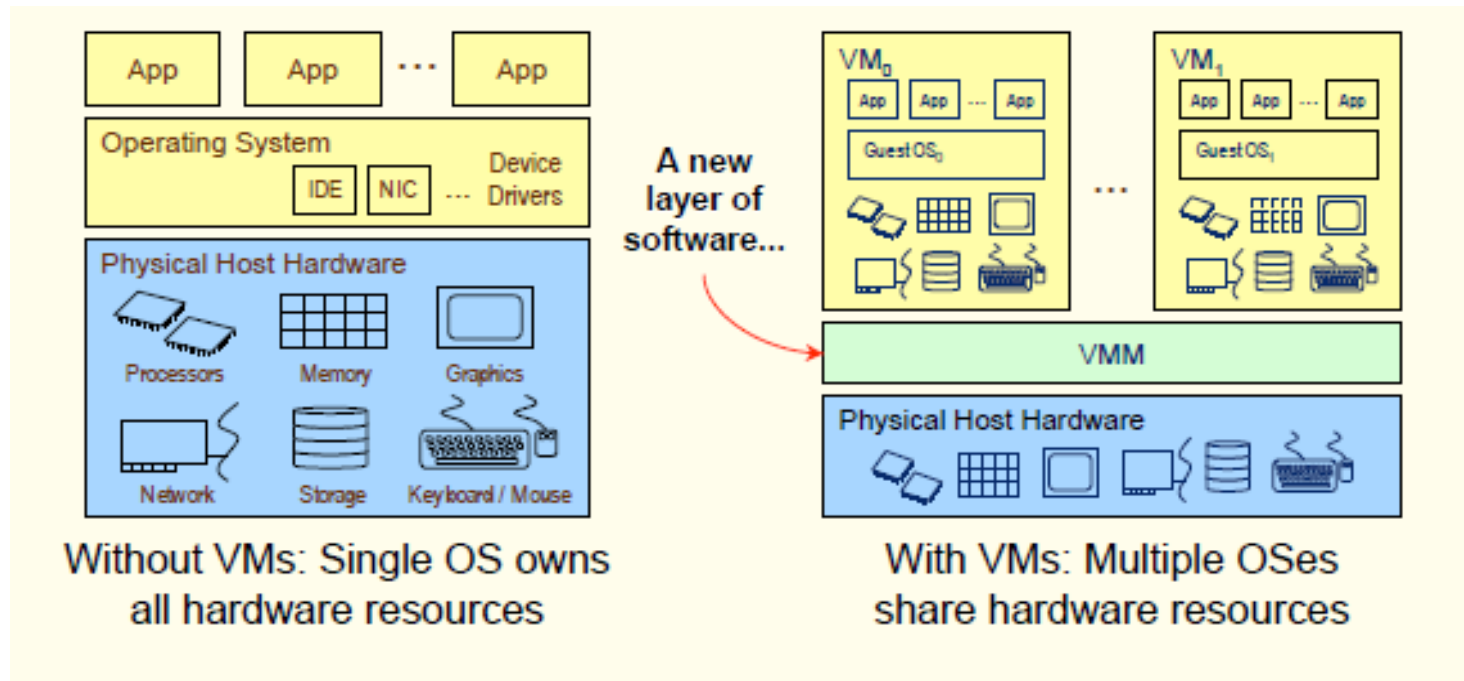 App App ... App
Operating System
IDE NIC ... Device
Drivers
Physical Host Hardware
Processors Memory Graphics
Network Storage Keyboard / Mouse
Without VMs: Single OS owns
all hardware resources
A new
layer of
software...
VM0
App App ... App
Guest OS0
...
VM1
App App ... App
Guest OS1
VMM
Physical Host Hardware
With VMs: Multiple OSes
share hardware resources